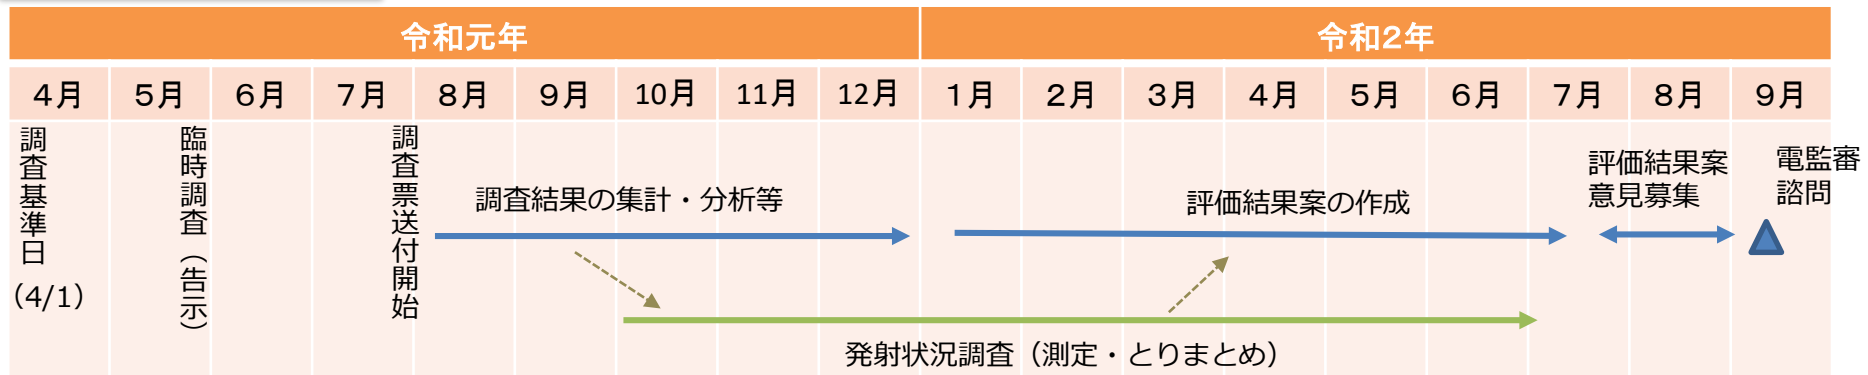 令和元年
令和2年
4月
5月
6月
7月
8月
9月
10月
11月
12月
1月
2月
3月
4月
5月
6月
7月
8月
9月
調査基準日
（4/1）
臨時調査（告示）
調査票送付開始
調査結果の集計・分析等
評価結果案の作成
評価結果案
意見募集
電監審
諮問
発射状況調査（測定・とりまとめ）